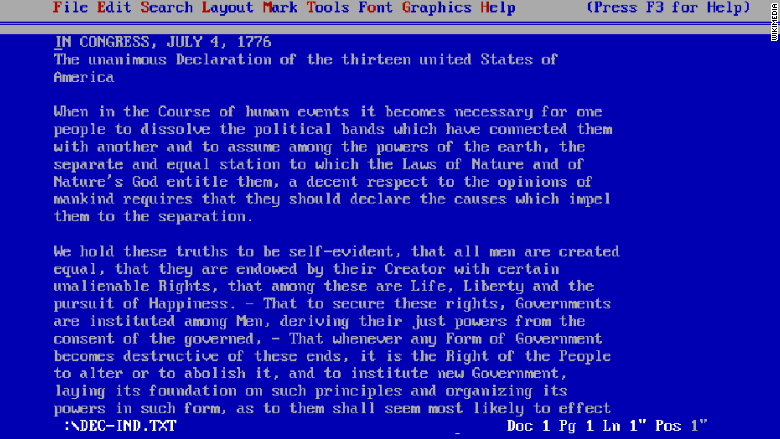 File Edit Search Layout Mark Tools Font Graphics Help (Press F3 for Help)
WIKIMEDIA
IN CONGRESS, JULY 4, 1776
The unanimous Declaration of the thirteen united States of
America
When in the Course of human events it becomes necessary for one
people to dissolve the political bands which have connected them
with another and to assume among the powers of the earth, the
separate and equal station to which the Laws of Nature and of
Nature's God entitle them, a decent respect to the opinions of
mankind requires that they should declare the causes which impel
them to the separation.
We hold these truths to be self-evident, that all men are created
equal, that they are endowed by their Creator with certain
unalienable Rights, that among these are Life, Liberty and the
pursuit of Happiness. - That to secure these rights, Governments
are instituted among Men, deriving their just powers from the
consent of the governed, - That whenever any Form of Government
becomes destructive of these ends, it is the Right of the People
to alter or to abolish it, and to institute new Government,
laying its foundation on such principles and organizing its
powers in such form, as to them shall seem most likely to effect
:\DEC-IND.TXT Doc 1 Pg 1 Ln 1" Pos 1"